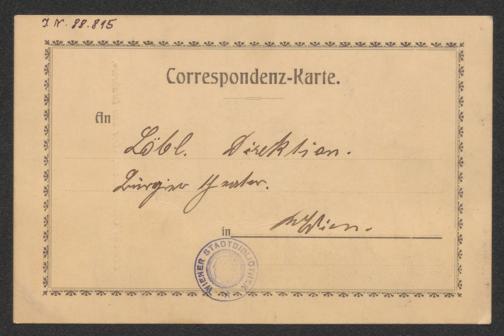 I. N. 88.815
Correspondenz-Karte.
An
Löbl. Direktion.
Bürger theater.
in Wien.
WIENER STADTBIBLIOTHEK